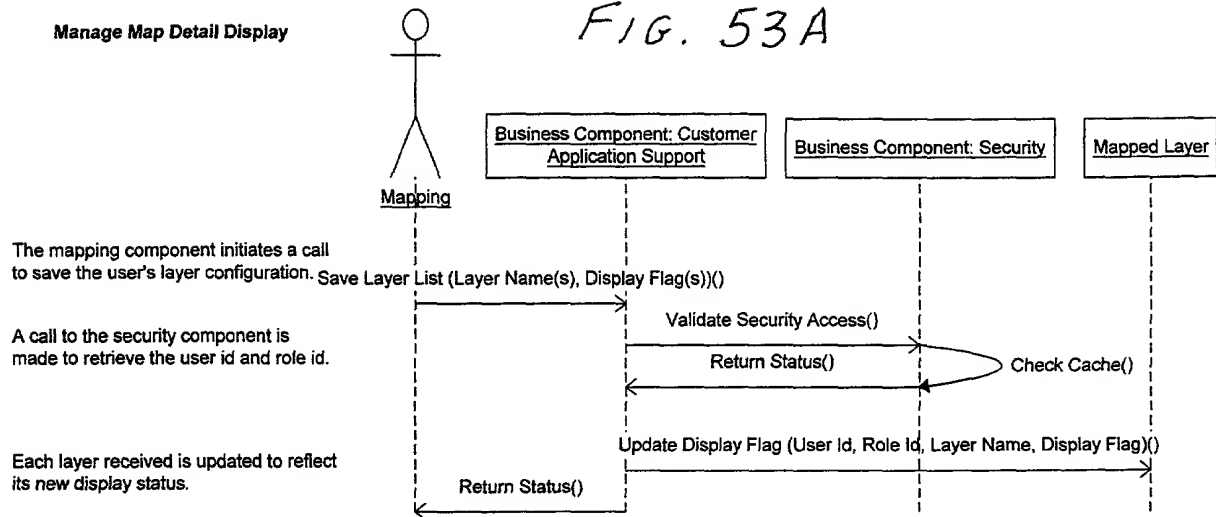 Manage Map Detail Display
FIG. 53A
Mapping
Business Component: Customer
Application Support
Business Component: Security
Mapped Layer
The mapping component initiates a call
to save the user's layer configuration.
Save Layer List (Layer Name(s), Display Flag(s))()
A call to the security component is
made to retrieve the user id and role id.
Validate Security Access()
Return Status()
Check Cache()
Each layer received is updated to reflect
its new display status.
Update Display Flag (User Id, Role Id, Layer Name, Display Flag)()
Return Status()